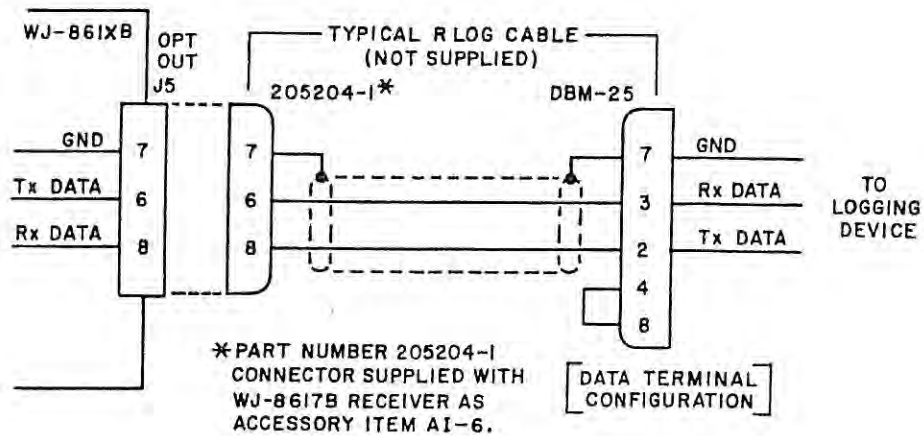 WJ-861XB
OPT
OUT
J5
TYPICAL RLOG CABLE
(NOT SUPPLIED)
205204-1*
DBM-25
GND
7
7
7
GND
Tx DATA
6
6
3
Rx DATA
Rx DATA
8
8
2
Tx DATA
4
8
TO
LOGGING
DEVICE
*PART NUMBER 205204-1
CONNECTOR SUPPLIED WITH
WJ-8617B RECEIVER AS
ACCESSORY ITEM AI-6.
DATA TERMINAL
CONFIGURATION